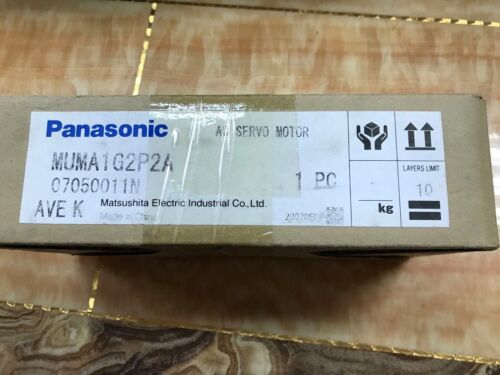 Panasonic
AC SERVO MOTOR
MUMA1G2P2A
07050011N
1 PC
AVE K
Matsushita Electric Industrial Co.,Ltd.
Made in China
kg
LAYERS LIMIT
10